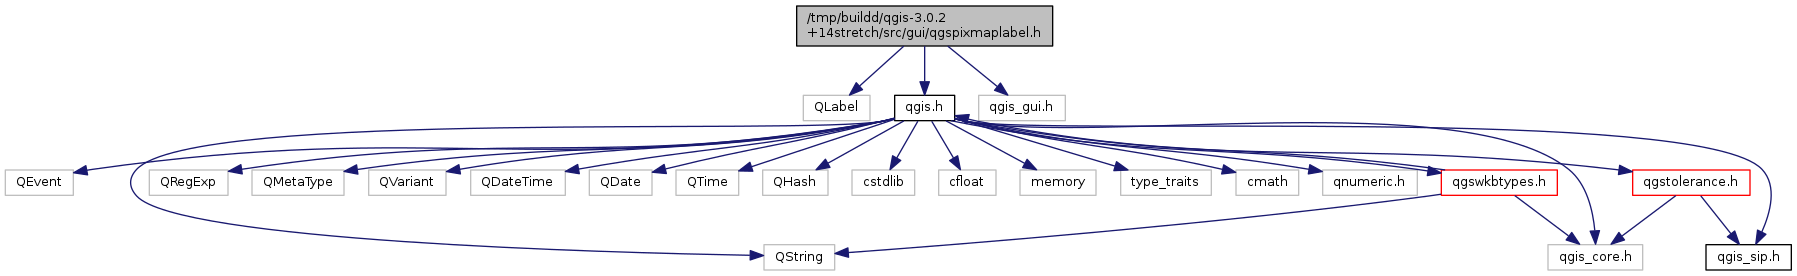 /tmp/buildd/qgis-3.0.2
+14stretch/src/gui/qgspixmaplabel.h
QLabel
qgis.h
qgis_gui.h
QEvent
QRegExp
QMetaType
QVariant
QDateTime
QDate
QTime
QHash
cstdlib
cfloat
memory
type_traits
cmath
qnumeric.h
qgswkbtypes.h
qgstolerance.h
QString
qgis_core.h
qgis_sip.h